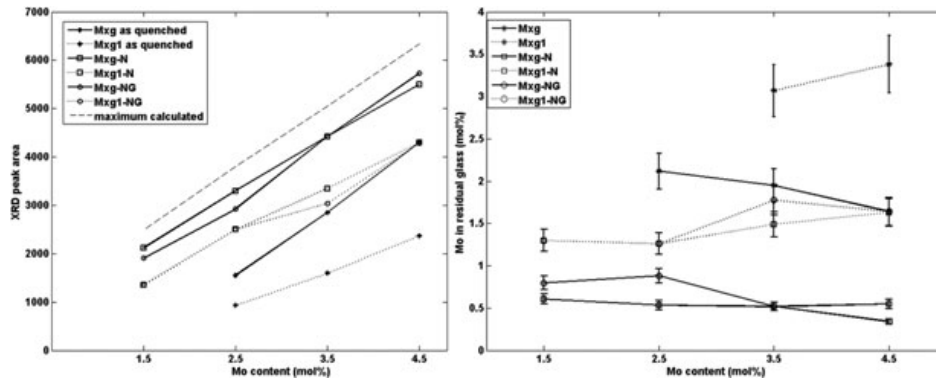 7000
6000
5000
4000
3000
2000
1000
0
XRD peak area
Mxg as quenched
Mxg1 as quenched
Mxg-N
Mxg1-N
Mxg-NG
Mxg1-NG
maximum calculated
1.5 2.5 3.5 4.5
Mo content (mol%)
4
3.5
3
2.5
2
1.5
1
0.5
0
Mo in residual glass (mol%)
Mxg
Mxg1
Mxg-N
Mxg1-N
Mxg-NG
Mxg1-NG
1.5 2.5 3.5 4.5
Mo content (mol%)